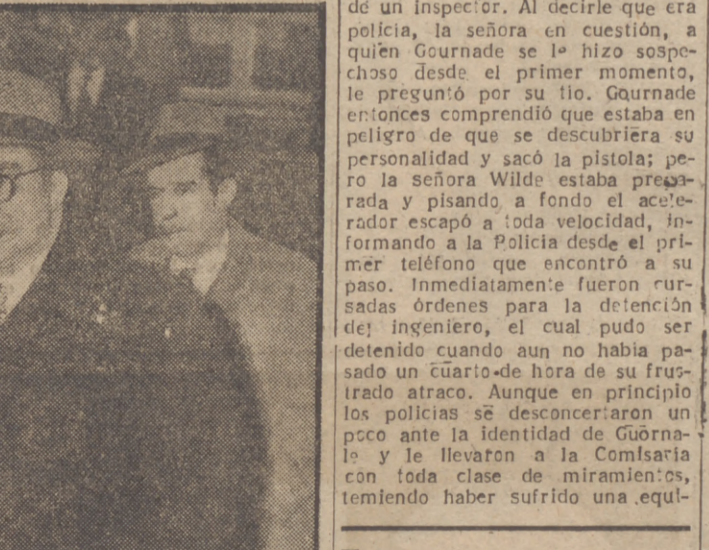 de un inspector. Al decirle que era
policía, la señora en cuestión, a
quien Gournade se le hizo sospe-
choso desde el primer momento,
le preguntó por su tio. Gournade
entonces comprendió que estaba en
peligro de que se descubriera su
personalidad y sacó la pistola; pe-
ro la señora Wilde estaba prepa-
rada y pisando a fondo el acele-
rador escapó a toda velocidad, in-
formando a la Policia desde el pri-
mer teléfono que encontró a su
paso. Inmediatamente fueron cur-
sadas órdenes para la detención
del ingeniero, el cual pudo ser
detenido cuando aun no habia pa-
sado un cuarto de hora de su frus-
trado atraco. Aunque en principio
los policias se desconcertaron un
poco ante la identidad de Guorna-
le y le llevaron a la Comisaria
con toda clase de miramientos,
temiendo haber sufrido una equi-